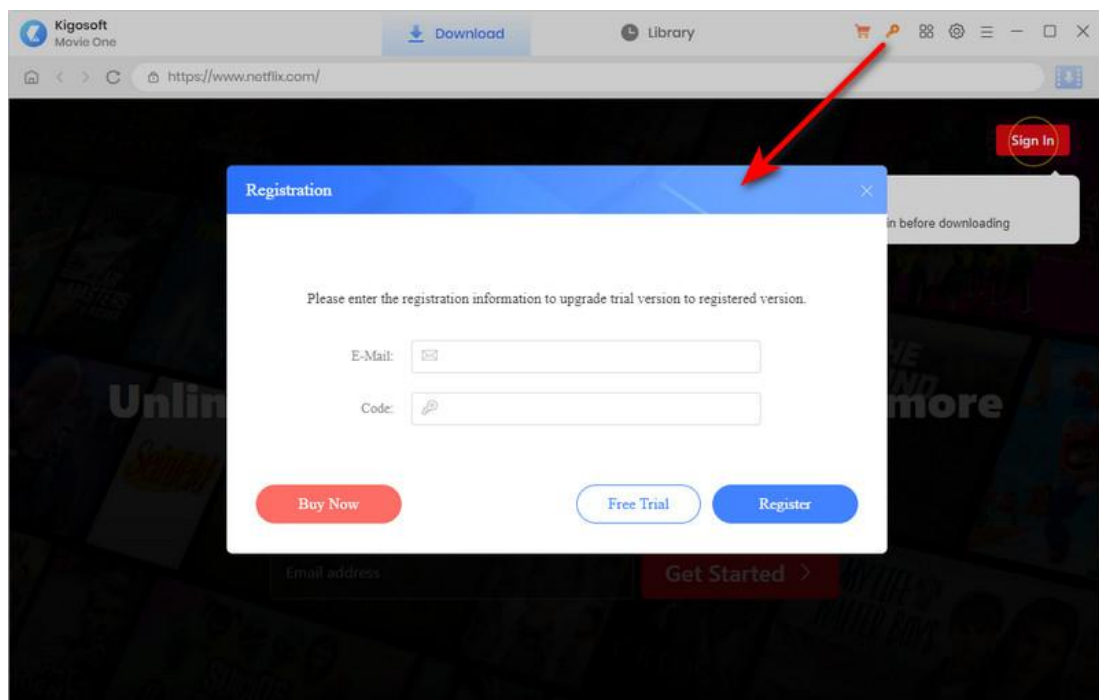 Kigosoft
Movie One
Download
Library
https://www.netflix.com/
Sign In
in before downloading
Registration
Please enter the registration information to upgrade trial version to registered version.
E-Mail:
Code:
Unlin
more
Buy Now
Free Trial
Register
Email address
Get Started